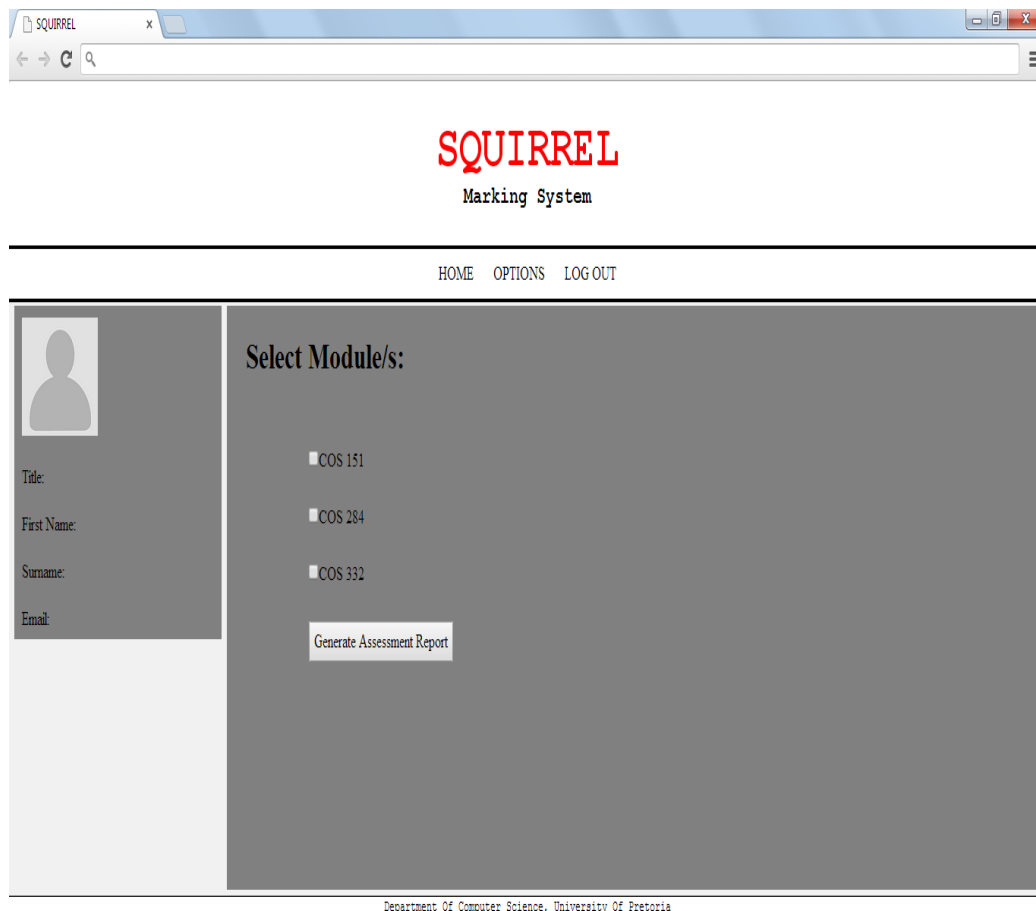 SQUIRREL
SQUIRREL
Marking System
HOME OPTIONS LOG OUT
Title:
First Name:
Surname:
Email:
Select Module/s:
COS 151
COS 284
COS 332
Generate Assessment Report
Department Of Computer Science, University Of Pretoria